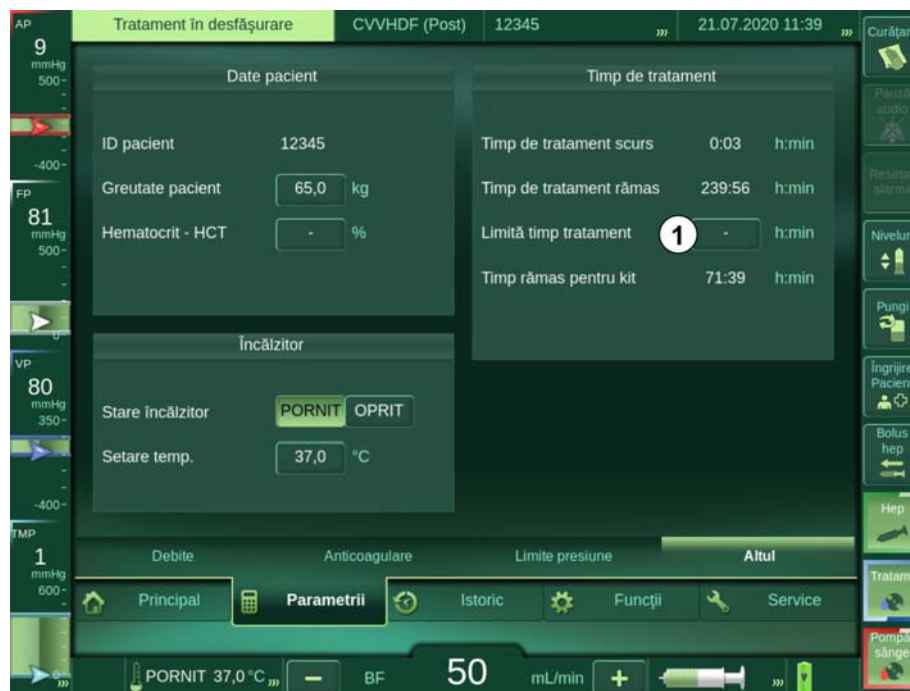 Tratament în desfășurare CVVHDF (Post) 12345 21.07.2020 11:39
AP
9
mmHg
500-
-400-
FP
81
mmHg
500-
0-
VP
80
mmHg
350-
-400-
TMP
1
mmHg
600-
Date pacient
ID pacient 12345
Greutate pacient 65,0 kg
Hematocrit - HCT - %
Încălzitor
Stare încălzitor PORNIT OPRIT
Setare temp. 37,0 °C
Timp de tratament
Timp de tratament scurs 0:03 h:min
Timp de tratament rămas 239:56 h:min
Limită timp tratament 1 - h:min
Timp rămas pentru kit 71:39 h:min
Debite Anticoagulare Limite presiune Altul
Principal Parametrii Istoric Funcții Service
PORNIT 37,0 °C BF 50 mL/min +
Curățar
Pauză
audio
Reseta
alarma
Nivelur
Pungi
Îngrijire
Pacien
Bolus
hep
Hep
Tratam
Pompă
sânge